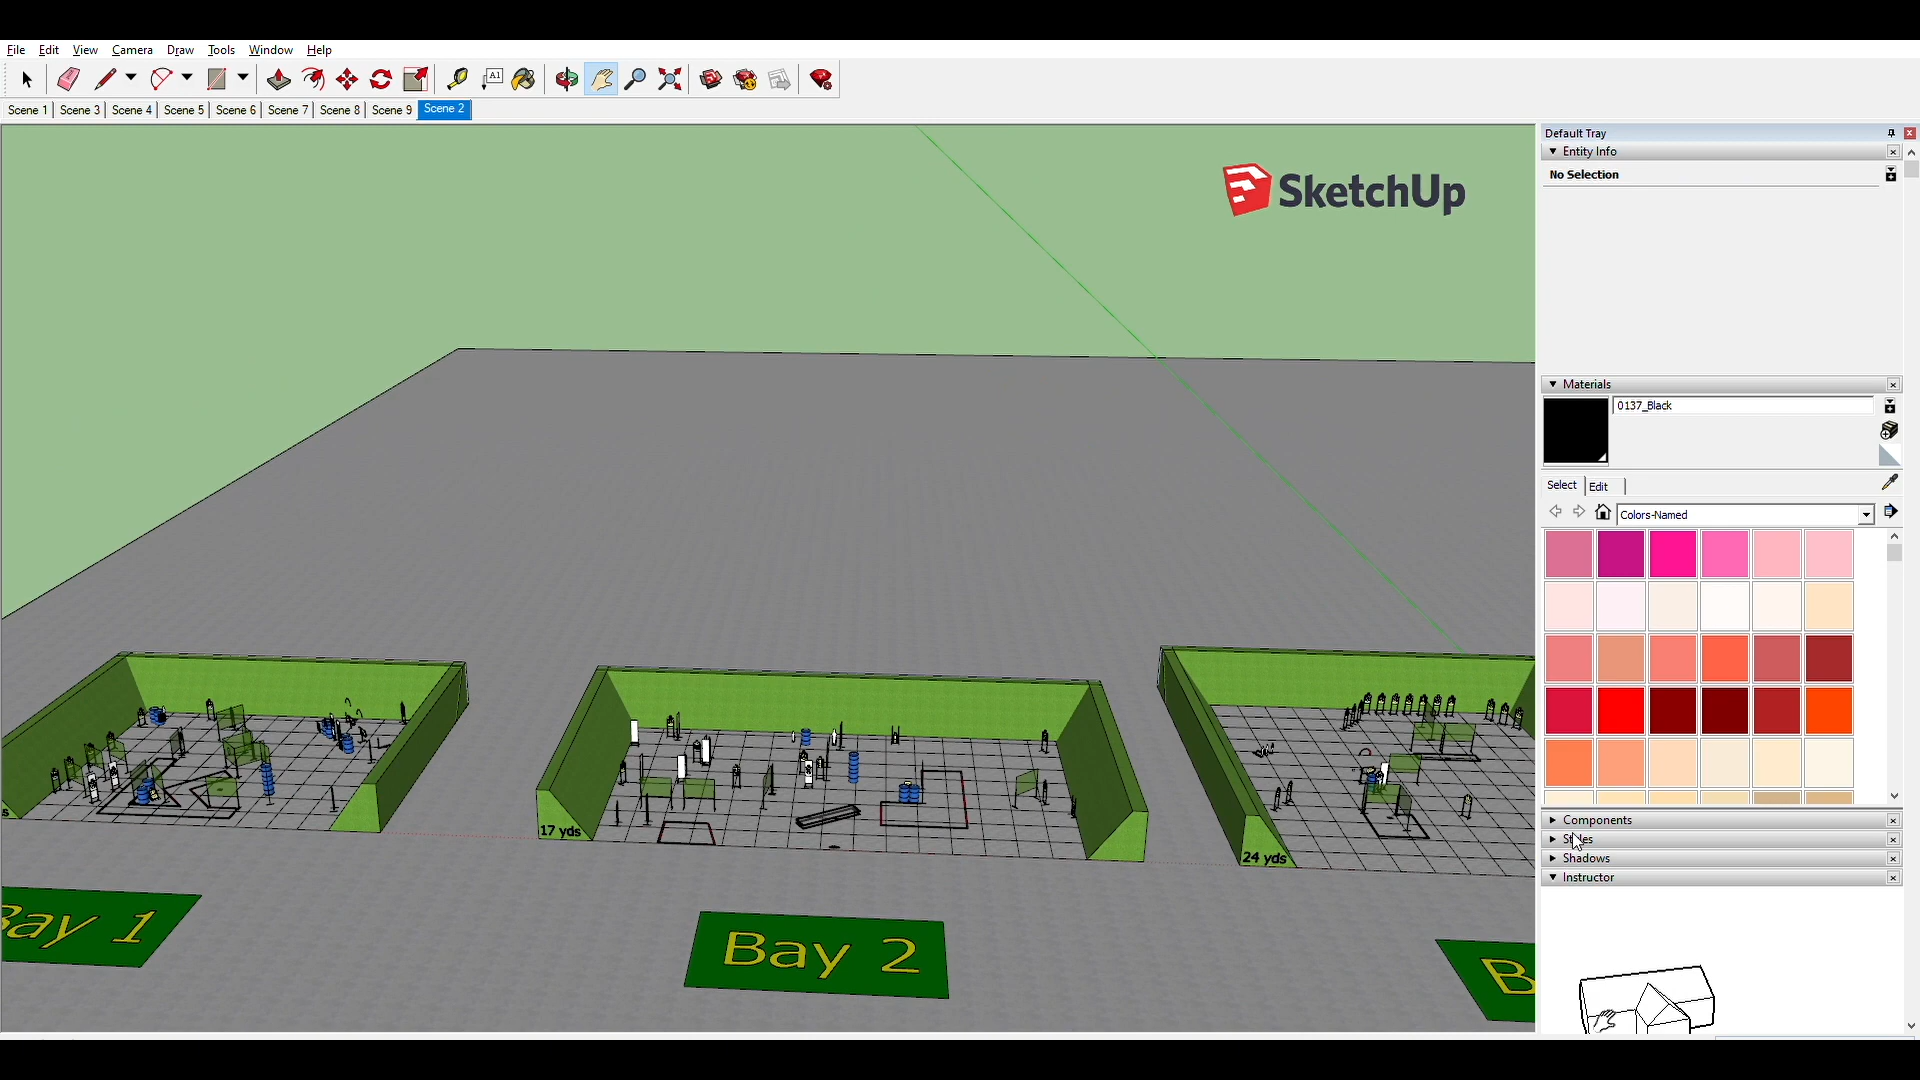 File Edit View Camera Draw Tools Window Help
A1
Scene 1 Scene 3 Scene 4 Scene 5 Scene 6 Scene 7 Scene 8 Scene 9 Scene 2
Default Tray
Entity Info
No Selection
SketchUp
Materials
0137_Black
Select Edit
Colors-Named
Components
Styles
Shadows
Instructor
s
17 yds
24 yds
Bay 1
Bay 2
B